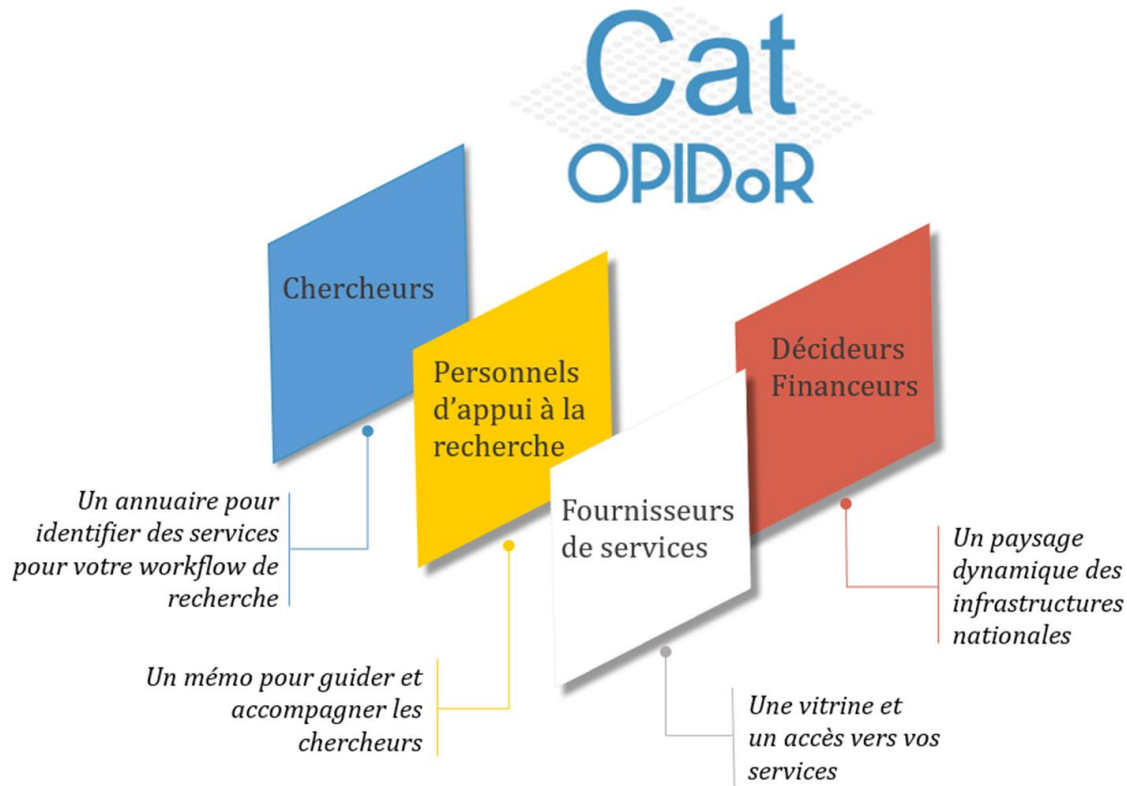 Cat
OPIDoR
Chercheurs
Un annuaire pour
identifier des services
pour votre workflow de
recherche
Personnels
d'appui à la
recherche
Un mémo pour guider et
accompagner les
chercheurs
Fournisseurs
de services
Une vitrine et
un accès vers vos
services
Décideurs
Financeurs
Un paysage
dynamique des
infrastructures
nationales